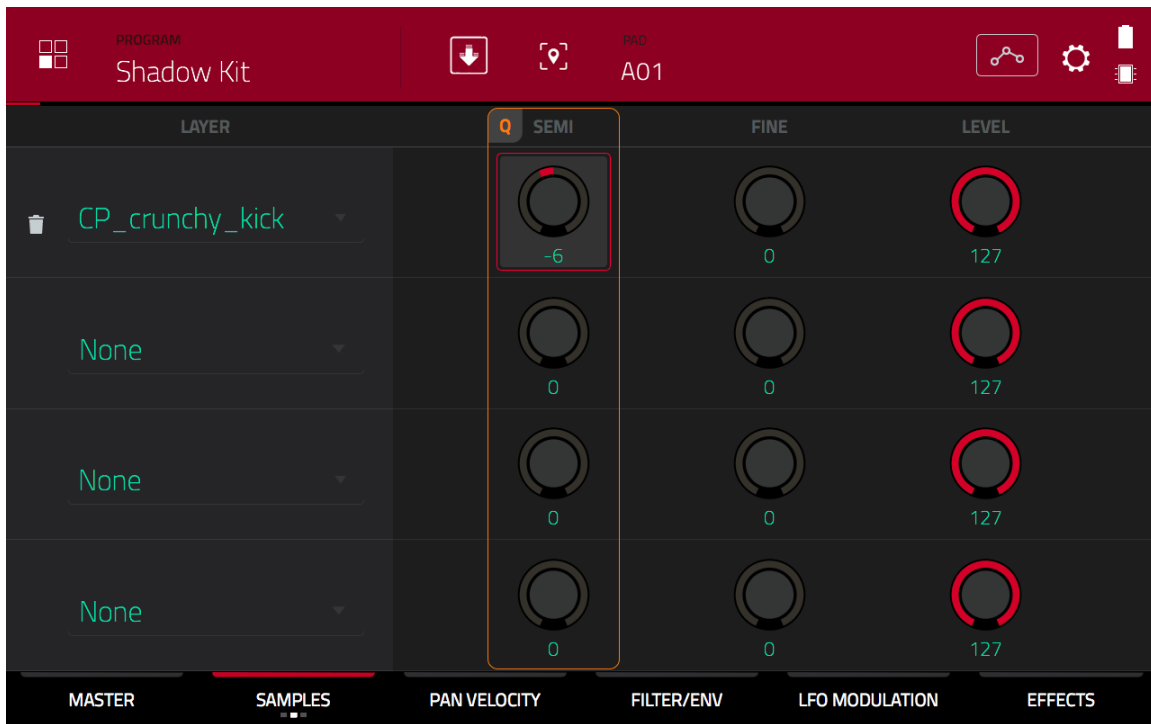 PROGRAM
Shadow Kit
PAD
A01
LAYER
Q SEMI
FINE
LEVEL
CP_crunchy_kick
-6
0
127
None
0
0
127
None
0
0
127
None
0
0
127
MASTER
SAMPLES
PAN VELOCITY
FILTER/ENV
LFO MODULATION
EFFECTS